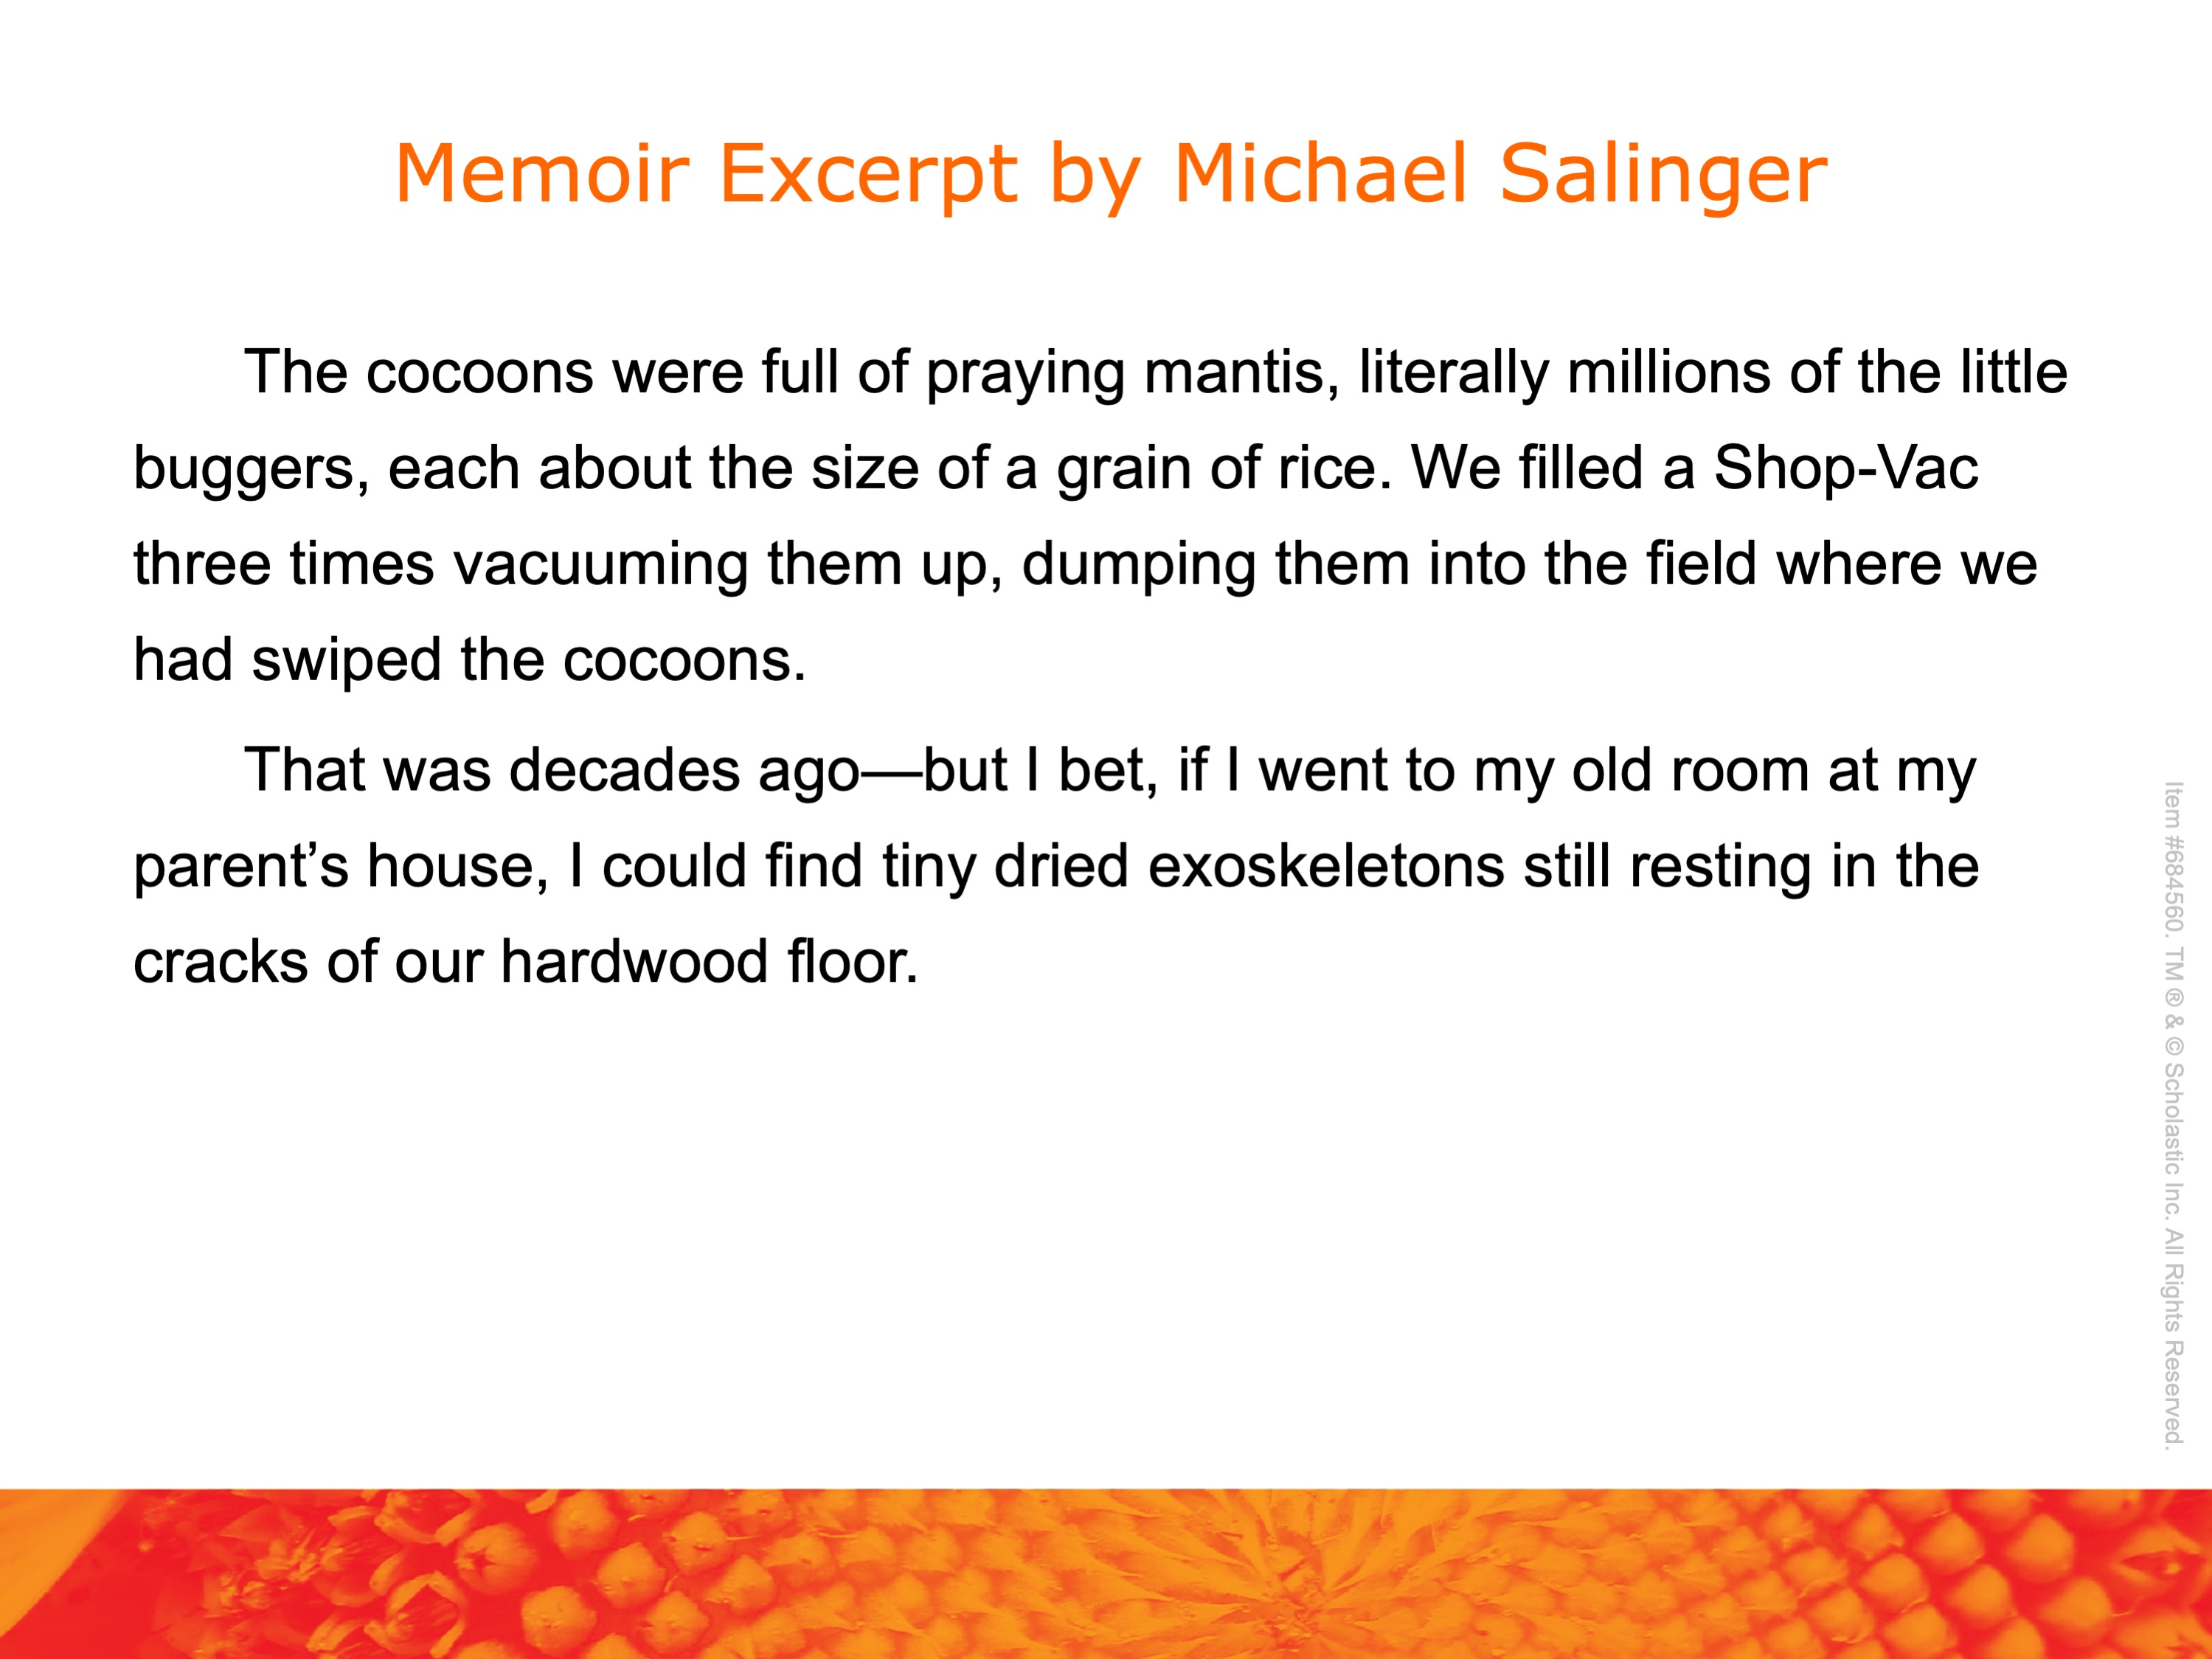 Memoir Excerpt by Michael Salinger
The cocoons were full of praying mantis, literally millions of the little
buggers, each about the size of a grain of rice. We filled a Shop-Vac
three times vacuuming them up, dumping them into the field where we
had swiped the cocoons.
That was decades ago—but I bet, if I went to my old room at my
parent’s house, I could find tiny dried exoskeletons still resting in the
cracks of our hardwood floor.
Item #684560. TM ® & © Scholastic Inc. All Rights Reserved.